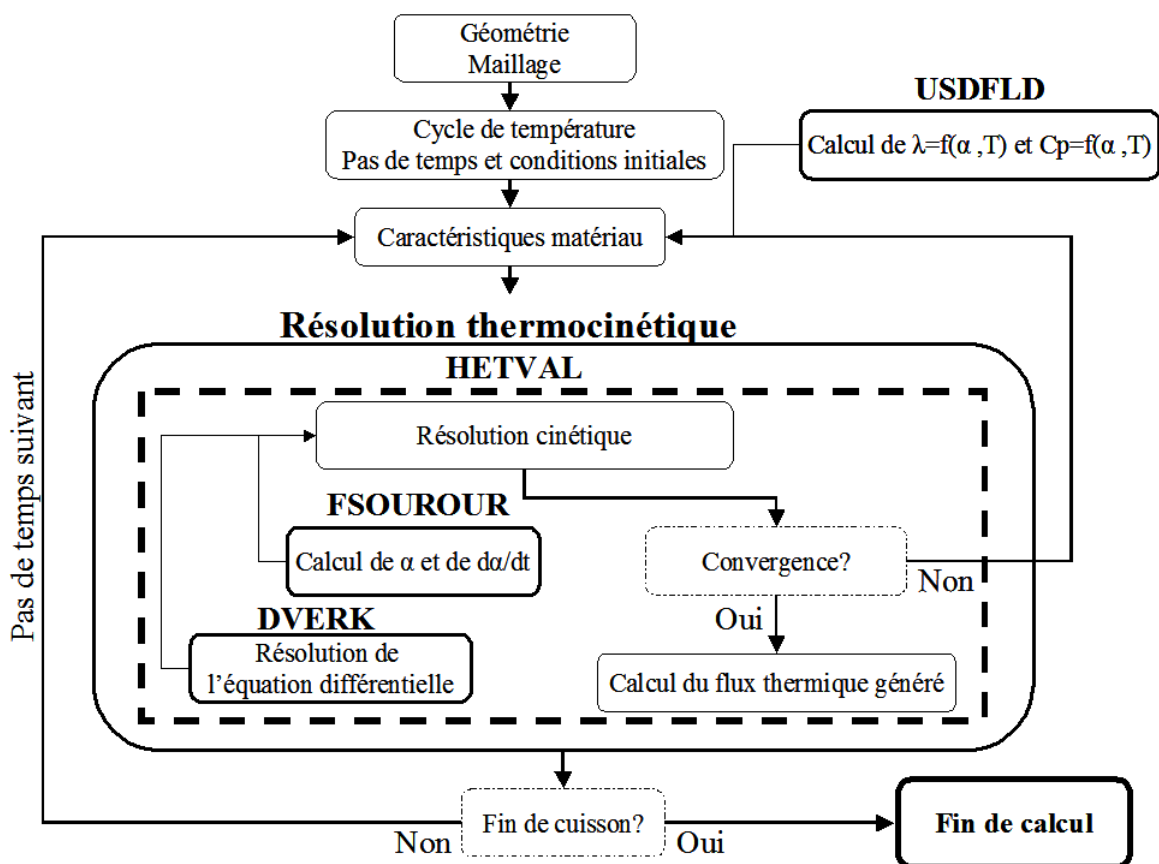 Géométrie
Maillage
USDFLD
Cycle de température
Pas de temps et conditions initiales
Calcul de λ=f(α ,T) et Cp=f(α ,T)
Caractéristiques matériau
Résolution thermocinétique
HETVAL
Résolution cinétique
FSOUROUR
Calcul de α et de dα/dt
Convergence?
Non
Oui
DVERK
Résolution de
l’équation différentielle
Calcul du flux thermique généré
Pas de temps suivant
Fin de cuisson?
Non
Oui
Fin de calcul